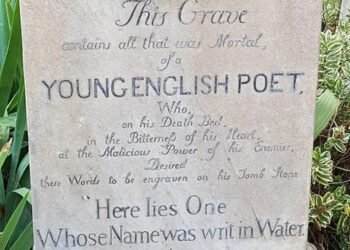 This Grave
contains all that was Mortal,
of a
YOUNG ENGLISH POET,
Who,
on his Death Bed,
in the Bitterness of his Heart,
at the Malicious Power of his Enemies,
Desired
these Words to be engraven on his Tomb Stone
"Here lies One
Whose Name was writ in Water.